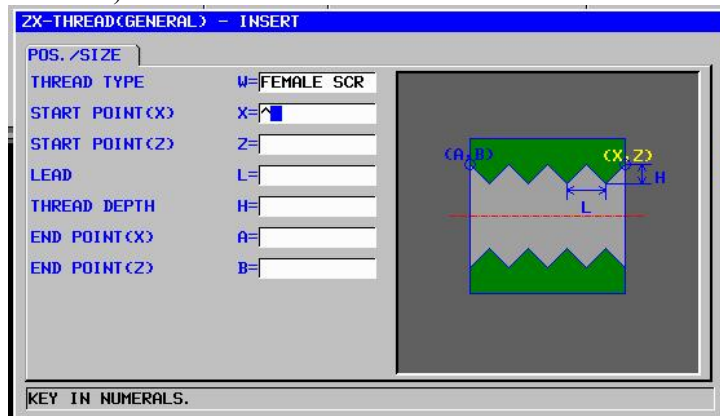 ZX-THREAD(GENERAL) - INSERT
POS./SIZE
THREAD TYPE W=FEMALE SCR
START POINT(X) X=^
START POINT(Z) Z=
LEAD L=
THREAD DEPTH H=
END POINT(X) A=
END POINT(Z) B=
(A,B) (X,Z)
H
L
KEY IN NUMERALS.